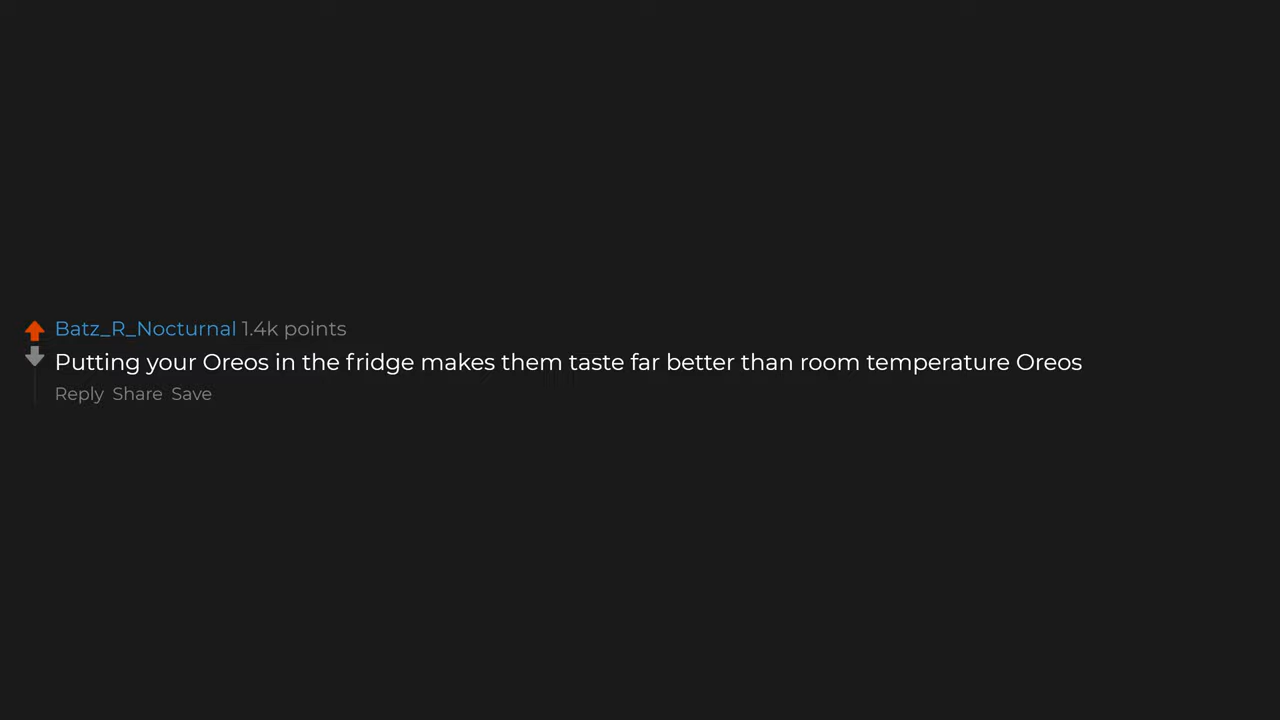 Batz_R_Nocturnal 1.4k points
Putting your Oreos in the fridge makes them taste far better than room temperature Oreos
Reply Share Save